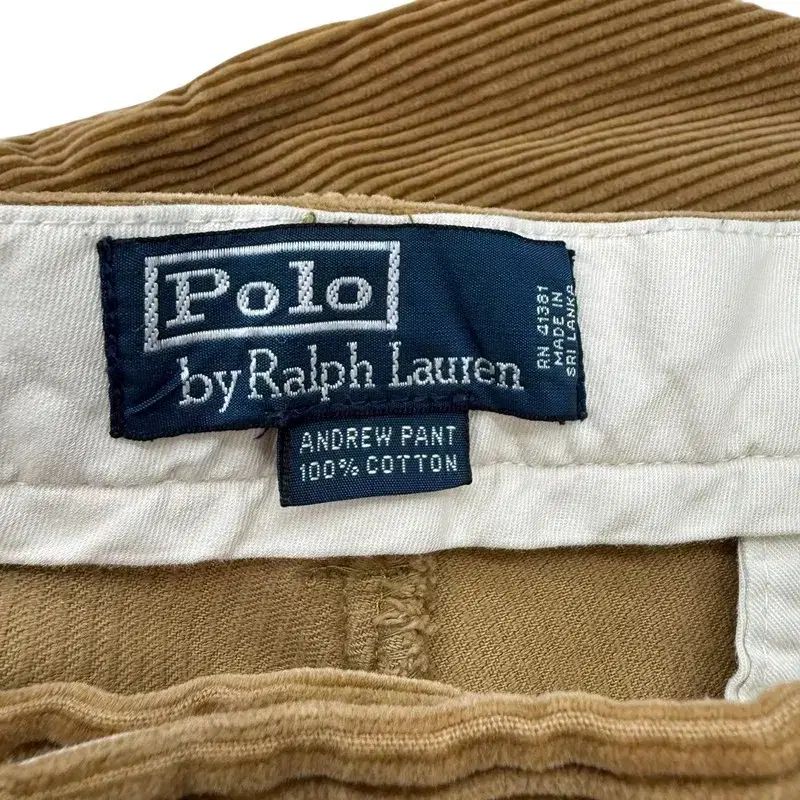 Polo
by Ralph Lauren
RN 41381
MADE IN
SRI LANKA
ANDREW PANT
100% COTTON